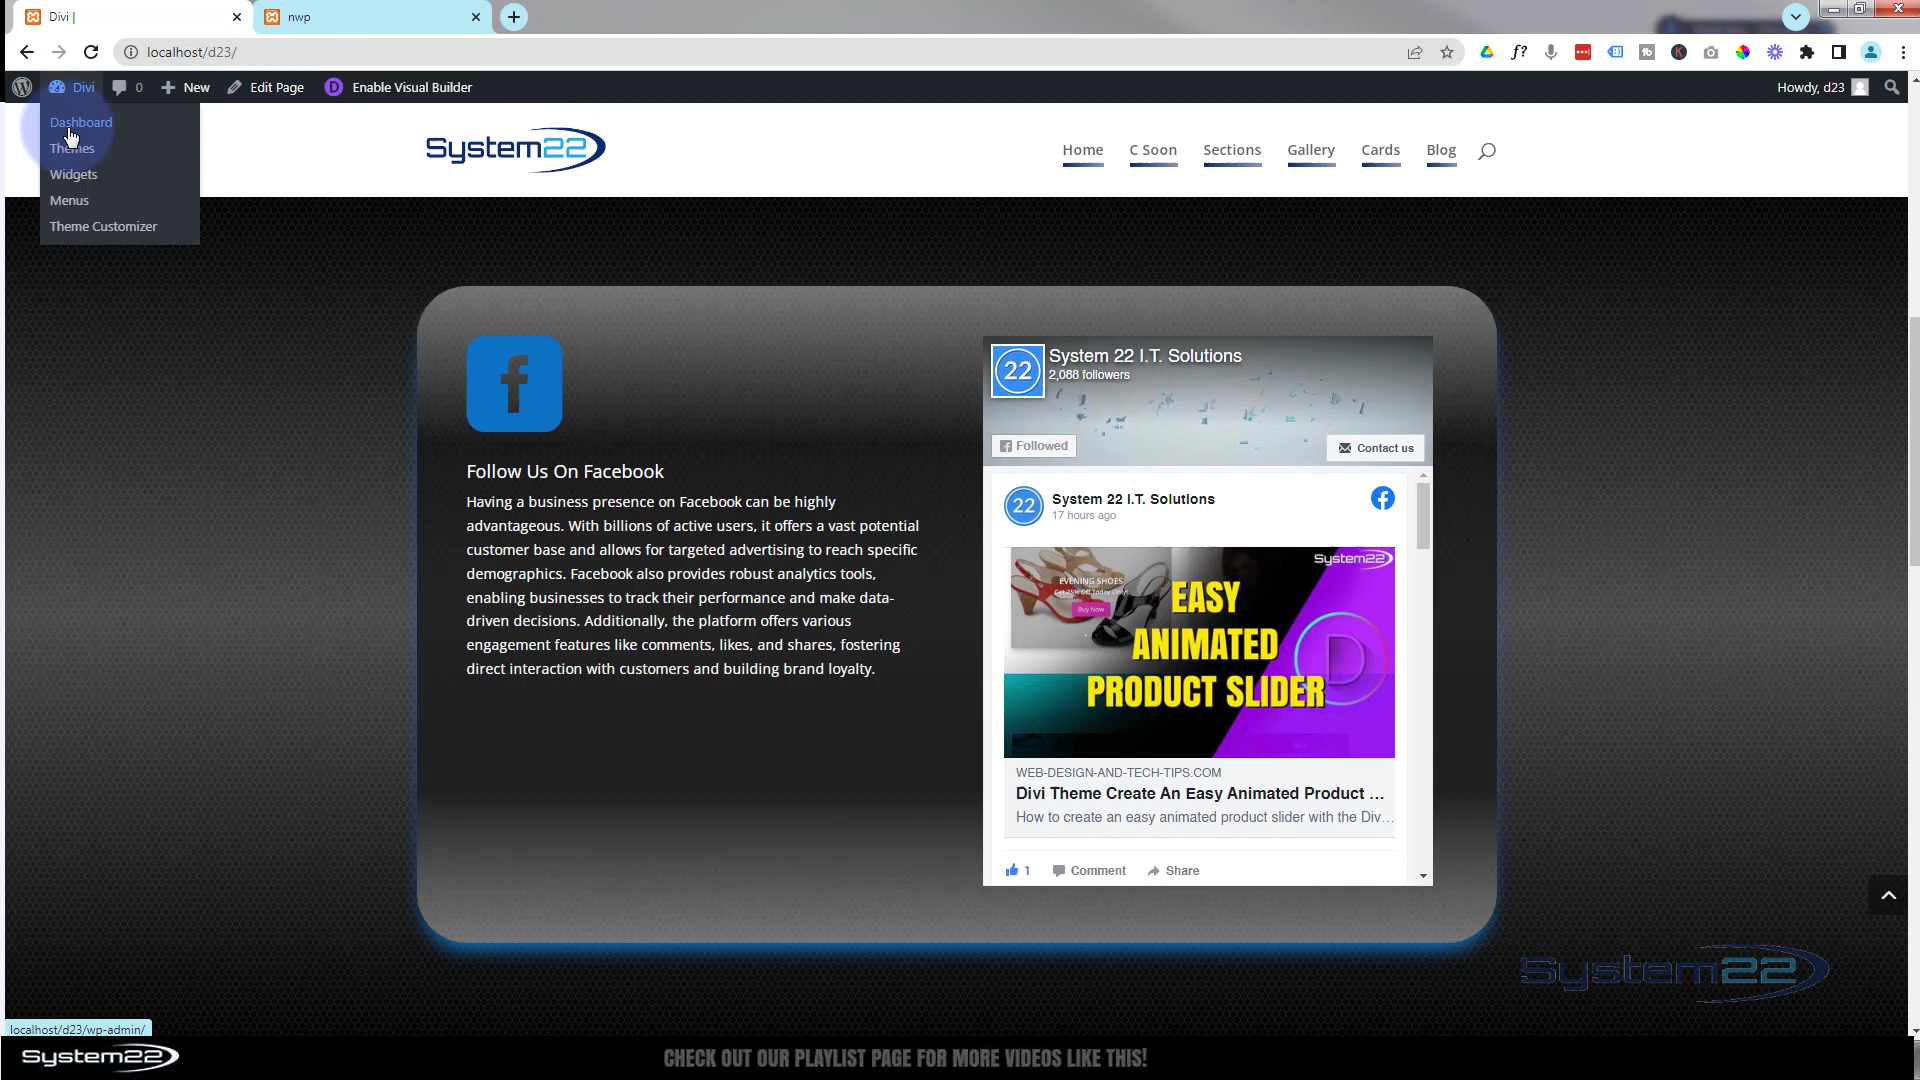 Divi |
nwp
localhost/d23/
Divi
0
New
Edit Page
Enable Visual Builder
Howdy, d23
Dashboard
Themes
Widgets
Menus
Theme Customizer
System22
Home
C Soon
Sections
Gallery
Cards
Blog
22
System 22 I.T. Solutions
2,088 followers
Followed
Contact us
Follow Us On Facebook
Having a business presence on Facebook can be highly
advantageous. With billions of active users, it offers a vast potential
customer base and allows for targeted advertising to reach specific
demographics. Facebook also provides robust analytics tools,
enabling businesses to track their performance and make data-
driven decisions. Additionally, the platform offers various
engagement features like comments, likes, and shares, fostering
direct interaction with customers and building brand loyalty.
22
System 22 I.T. Solutions
17 hours ago
System22
EVENING SHOES
Get 25% Off Today Only!
Buy Now
EASY
ANIMATED
PRODUCT SLIDER
D
WEB-DESIGN-AND-TECH-TIPS.COM
Divi Theme Create An Easy Animated Product ...
How to create an easy animated product slider with the Div...
1
Comment
Share
System22
localhost/d23/wp-admin/
System22
CHECK OUT OUR PLAYLIST PAGE FOR MORE VIDEOS LIKE THIS!